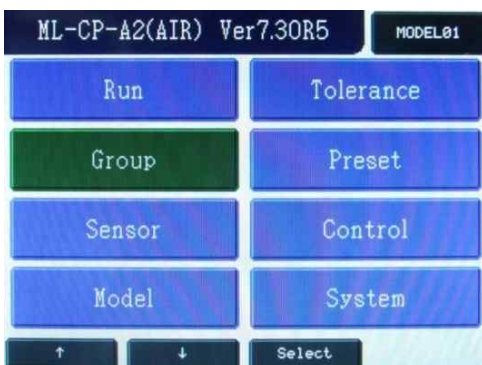 ML-CP-A2(AIR) Ver7.30R5 MODEL01
Run Tolerance
Group Preset
Sensor Control
Model System
↑ ↓ Select